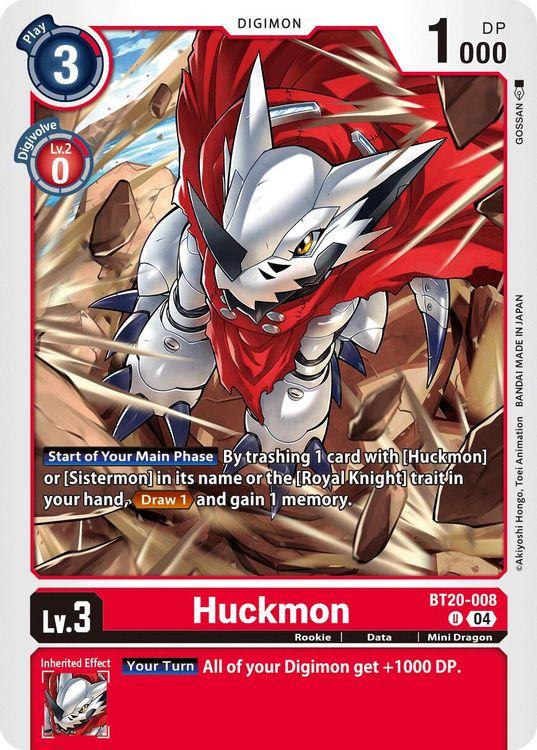 DIGIMON
Play
3
1000
DP
Digivolve
Lv.2
0
GOSSAN
©Akiyoshi Hongo, Toei Animation BANDAI MADE IN JAPAN
Start of Your Main Phase By trashing 1 card with [Huckmon]
or [Sistermon] in its name or the [Royal Knight] trait in
your hand, Draw 1 and gain 1 memory.
Lv.3
Huckmon
BT20-008
U 04
Rookie | Data | Mini Dragon
Inherited Effect
Your Turn All of your Digimon get +1000 DP.